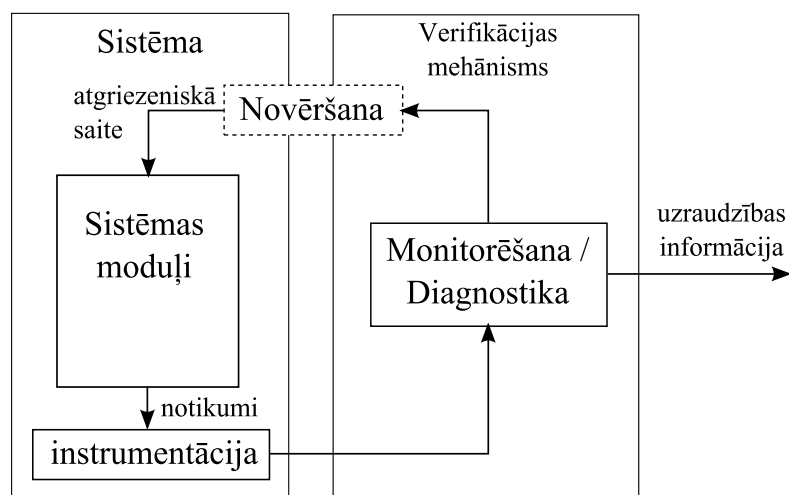 Sistēma
Verifikācijas
mehānisms
atgriezeniskā
saite
Novēršana
Sistēmas
moduļi
Monitorēšana /
Diagnostika
uzraudzības
informācija
notikumi
instrumentācija